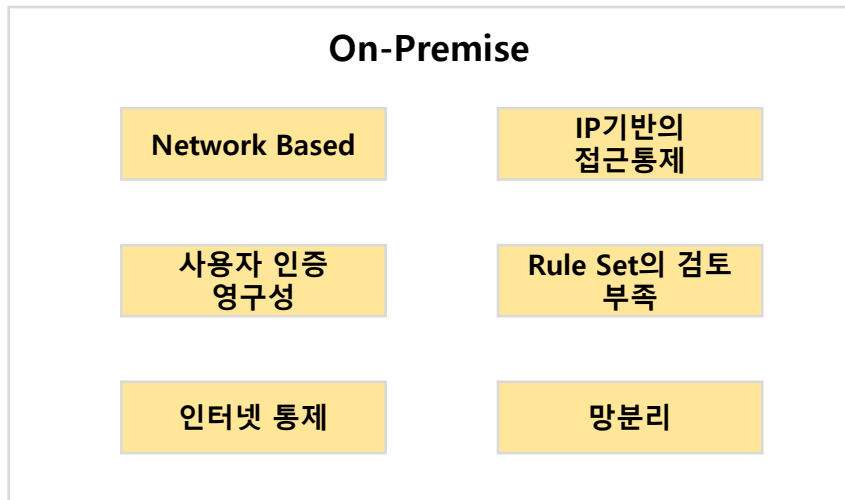 On-Premise
Network Based
IP기반의
접근통제
사용자 인증
영구성
Rule Set의 검토
부족
인터넷 통제
망분리